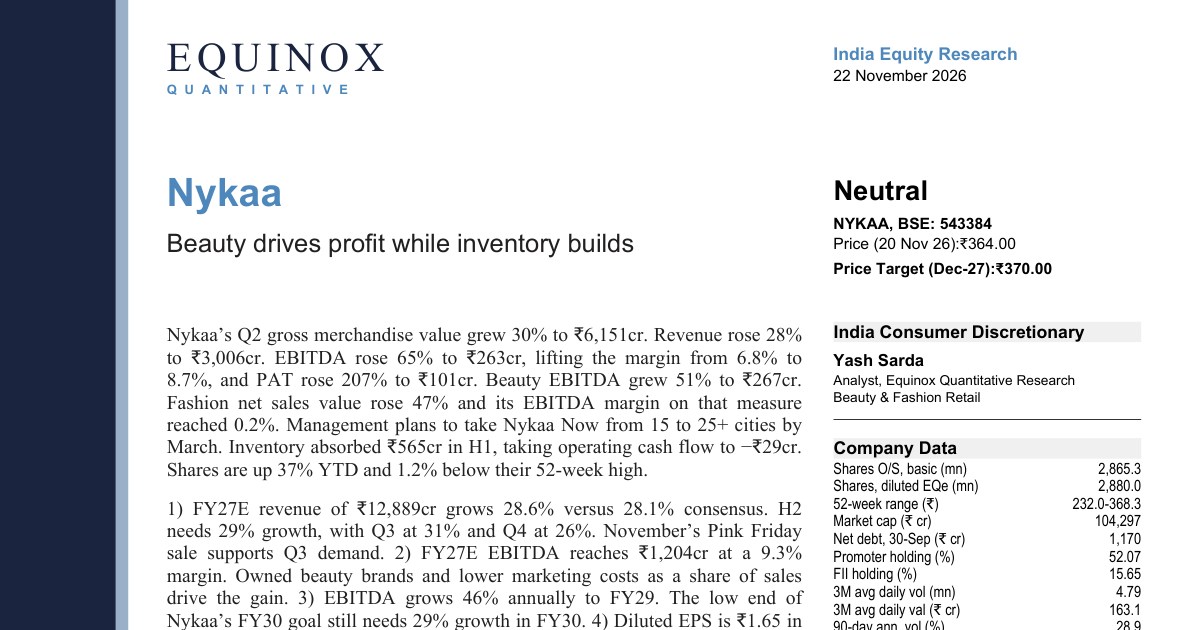 EQUINOX
QUANTITATIVE
India Equity Research
22 November 2026
Nykaa
Beauty drives profit while inventory builds
Neutral
NYKAA, BSE: 543384
Price (20 Nov 26):₹364.00
Price Target (Dec-27):₹370.00
Nykaa’s Q2 gross merchandise value grew 30% to ₹6,151cr. Revenue rose 28%
to ₹3,006cr. EBITDA rose 65% to ₹263cr, lifting the margin from 6.8% to
8.7%, and PAT rose 207% to ₹101cr. Beauty EBITDA grew 51% to ₹267cr.
Fashion net sales value rose 47% and its EBITDA margin on that measure
reached 0.2%. Management plans to take Nykaa Now from 15 to 25+ cities by
March. Inventory absorbed ₹565cr in H1, taking operating cash flow to −₹29cr.
Shares are up 37% YTD and 1.2% below their 52-week high.
1) FY27E revenue of ₹12,889cr grows 28.6% versus 28.1% consensus. H2
needs 29% growth, with Q3 at 31% and Q4 at 26%. November’s Pink Friday
sale supports Q3 demand. 2) FY27E EBITDA reaches ₹1,204cr at a 9.3%
margin. Owned beauty brands and lower marketing costs as a share of sales
drive the gain. 3) EBITDA grows 46% annually to FY29. The low end of
Nykaa’s FY30 goal still needs 29% growth in FY30. 4) Diluted EPS is ₹1.65 in
India Consumer Discretionary
Yash Sarda
Analyst, Equinox Quantitative Research
Beauty & Fashion Retail
Company Data
Shares O/S, basic (mn) 2,865.3
Shares, diluted EQe (mn) 2,880.0
52-week range (₹) 232.0-368.3
Market cap (₹ cr) 104,297
Net debt, 30-Sep (₹ cr) 1,170
Promoter holding (%) 52.07
FII holding (%) 15.65
3M avg daily vol (mn) 4.79
3M avg daily val (₹ cr) 163.1
90-day ann. vol (%) 28.9